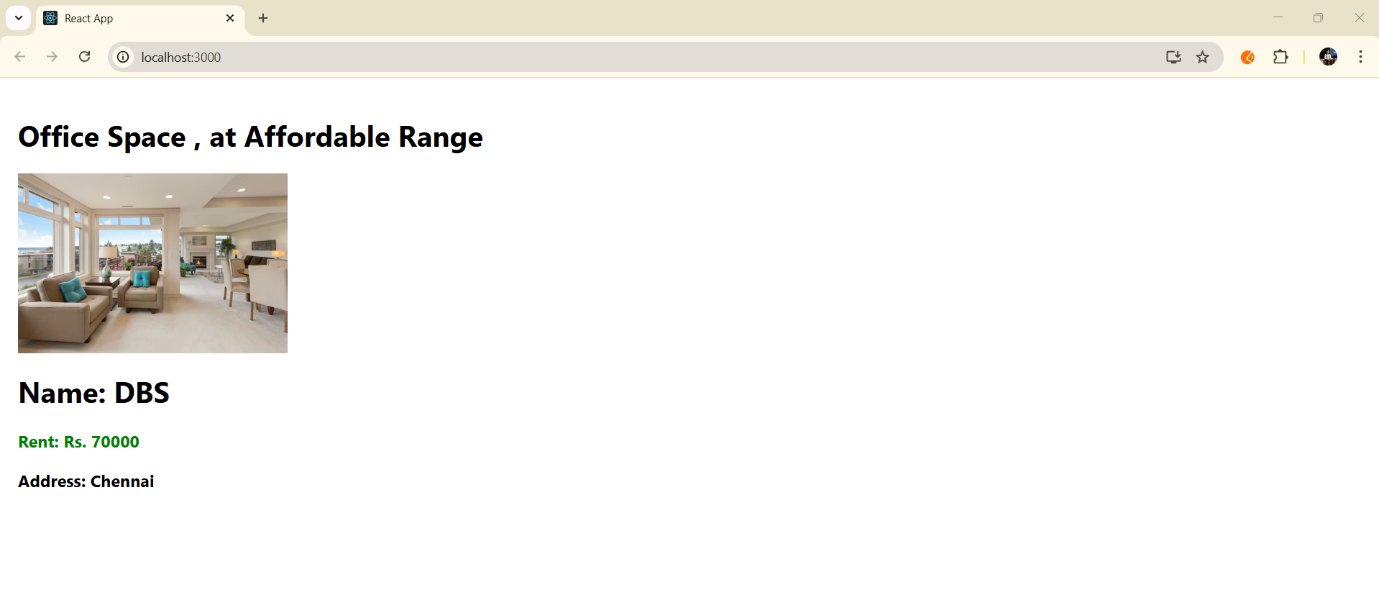 React App
localhost:3000
Office Space , at Affordable Range
Name: DBS
Rent: Rs. 70000
Address: Chennai